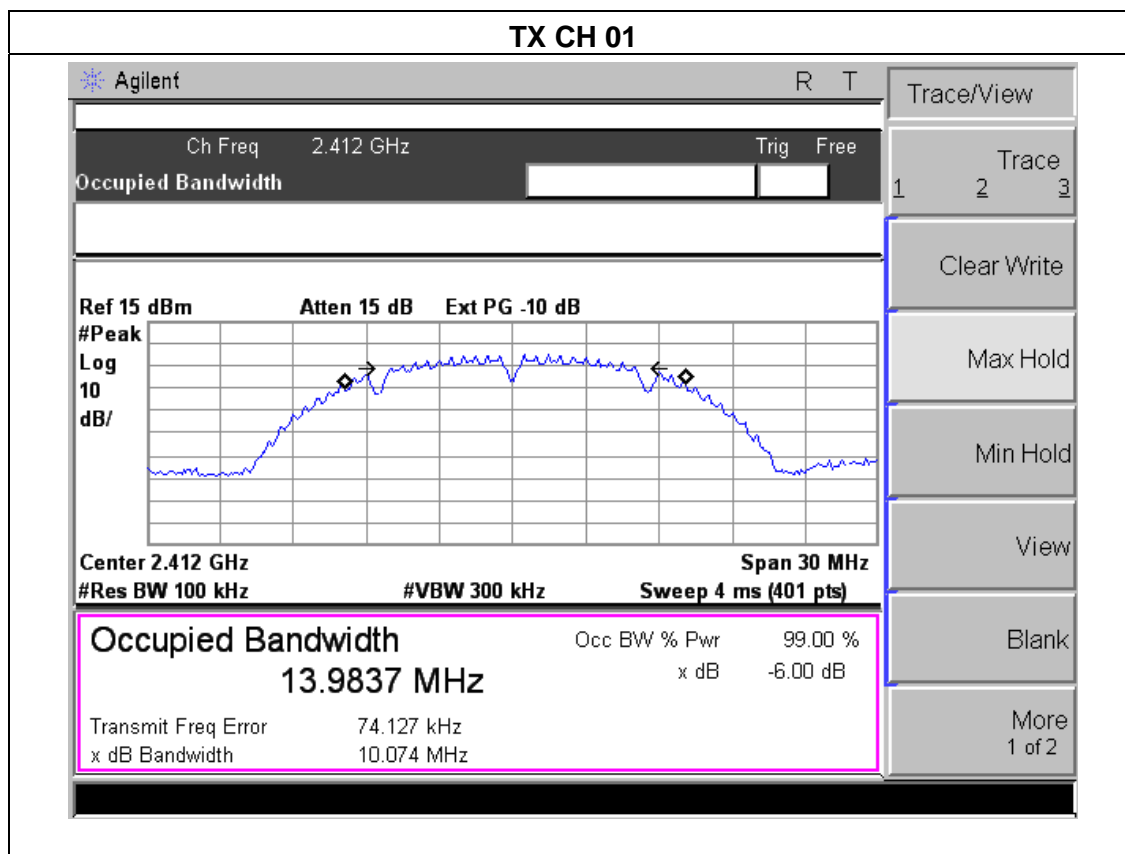 TX CH 01
Agilent R T
Trace/View
Ch Freq 2.412 GHz Trig Free
Occupied Bandwidth
Trace
1 2 3
Clear Write
Ref 15 dBm Atten 15 dB Ext PG -10 dB
#Peak
Log
10
dB/
Max Hold
Min Hold
View
Center 2.412 GHz Span 30 MHz
#Res BW 100 kHz #VBW 300 kHz Sweep 4 ms (401 pts)
Occupied Bandwidth Occ BW % Pwr 99.00 %
13.9837 MHz x dB -6.00 dB
Blank
Transmit Freq Error 74.127 kHz
x dB Bandwidth 10.074 MHz
More
1 of 2